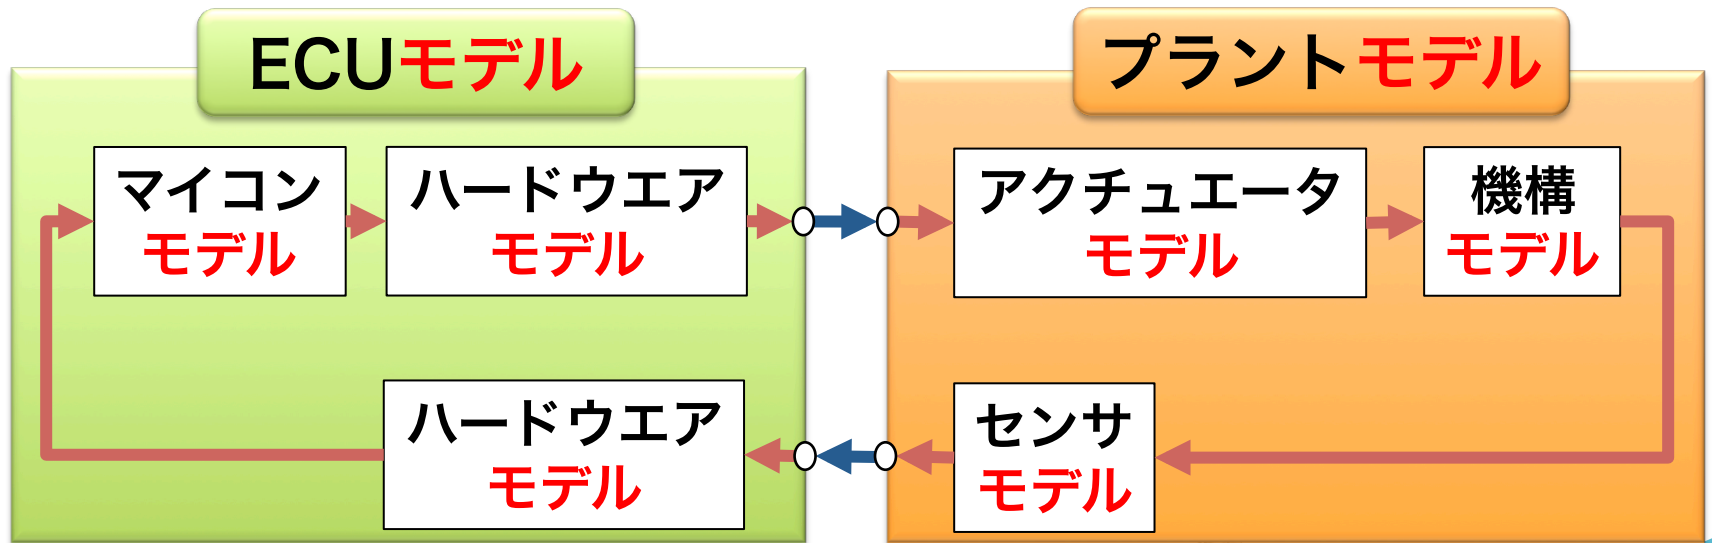 ECUモデル
プラントモデル
マイコン
モデル
ハードウエア
モデル
アクチュエータ
モデル
機構
モデル
ハードウエア
モデル
センサ
モデル